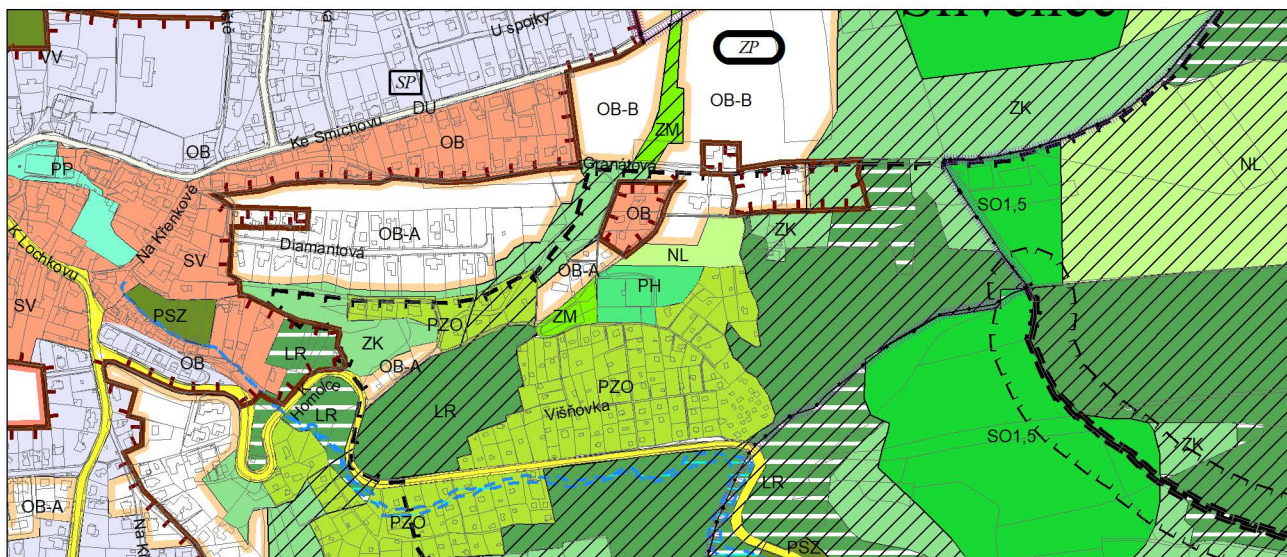 Slivenec
U spojky
ZP
VV
SP
DU
OB-B
OB-B
ZK
Ke Smíchovu
ZM
OB
OB
PP
Granátová
NL
SO1,5
OB
Na Křenkově
OB-A
Diamantová
ZK
K Lochkovu
SV
NL
OB-A
PH
SV
PSZ
PZO
ZM
ZK
OB
LR
OB-A
LR
PZO
Homolce
LR
Višňovka
SO1,5
ZK
LR
OB-A
PZO
PSZ